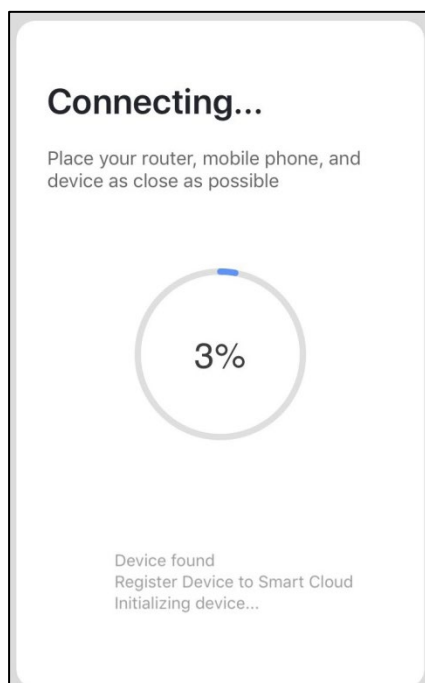 Connecting...
Place your router, mobile phone, and
device as close as possible
3%
Device found
Register Device to Smart Cloud
Initializing device...